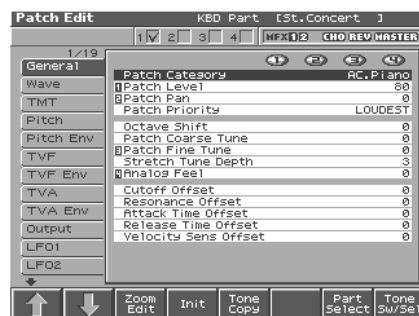 Patch Edit KBD Part [St.Concert ]
1 2 3 4 MFX 1 2 CHO REV MASTER
1/19
General
Wave
TMT
Pitch
Pitch Env
TVF
TVF Env
TVA
TVA Env
Output
LFO1
LFO2
1 2 3 4
Patch Category AC.Piano
1 Patch Level 80
2 Patch Pan 0
Patch Priority LOUDEST
Octave Shift 0
Patch Coarse Tune 0
3 Patch Fine Tune 0
Stretch Tune Depth 3
4 Analog Feel 0
Cutoff Offset 0
Resonance Offset 0
Attack Time Offset 0
Release Time Offset 0
Velocity Sens Offset 0
Zoom Edit
Init
Tone Copy
Part Select
Tone Sw/Sel